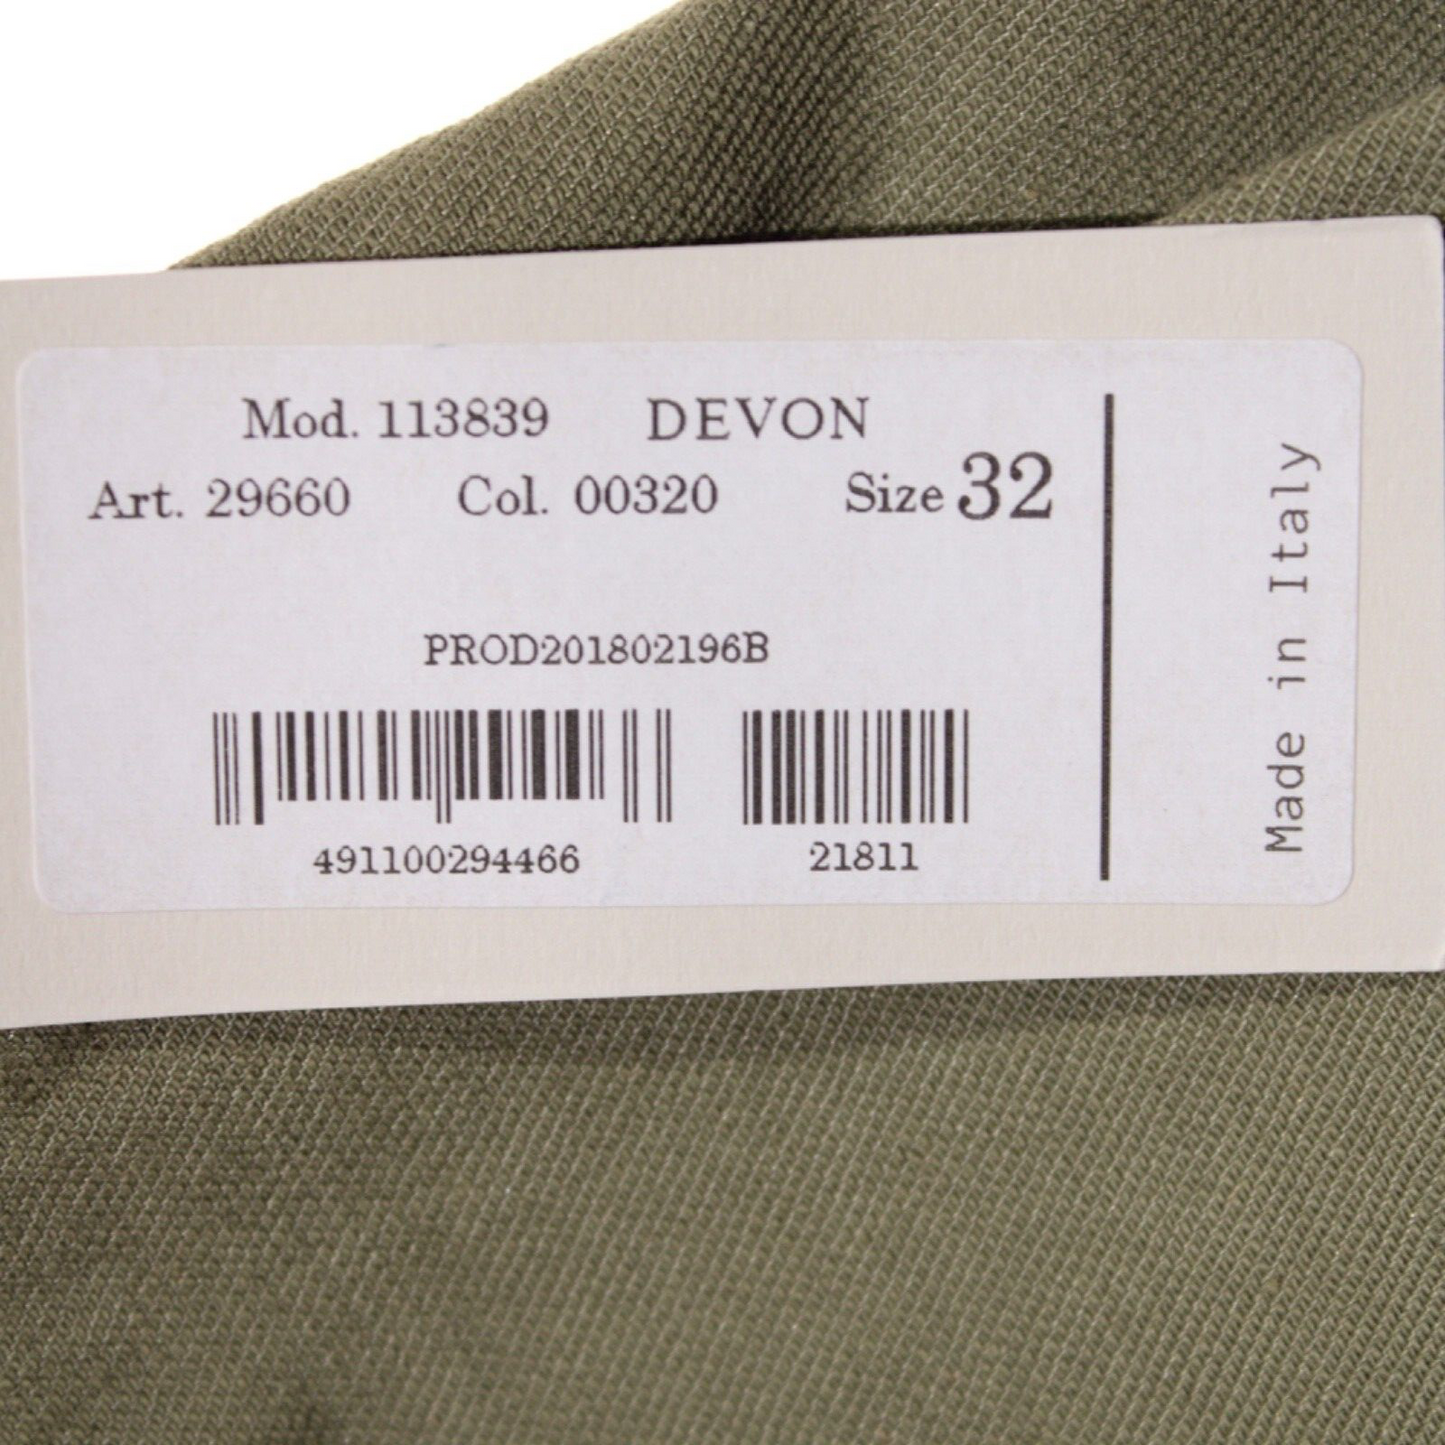 Mod. 113839 DEVON
Art. 29660 Col. 00320 Size 32
PROD201802196B
491100294466 21811
Made in Italy